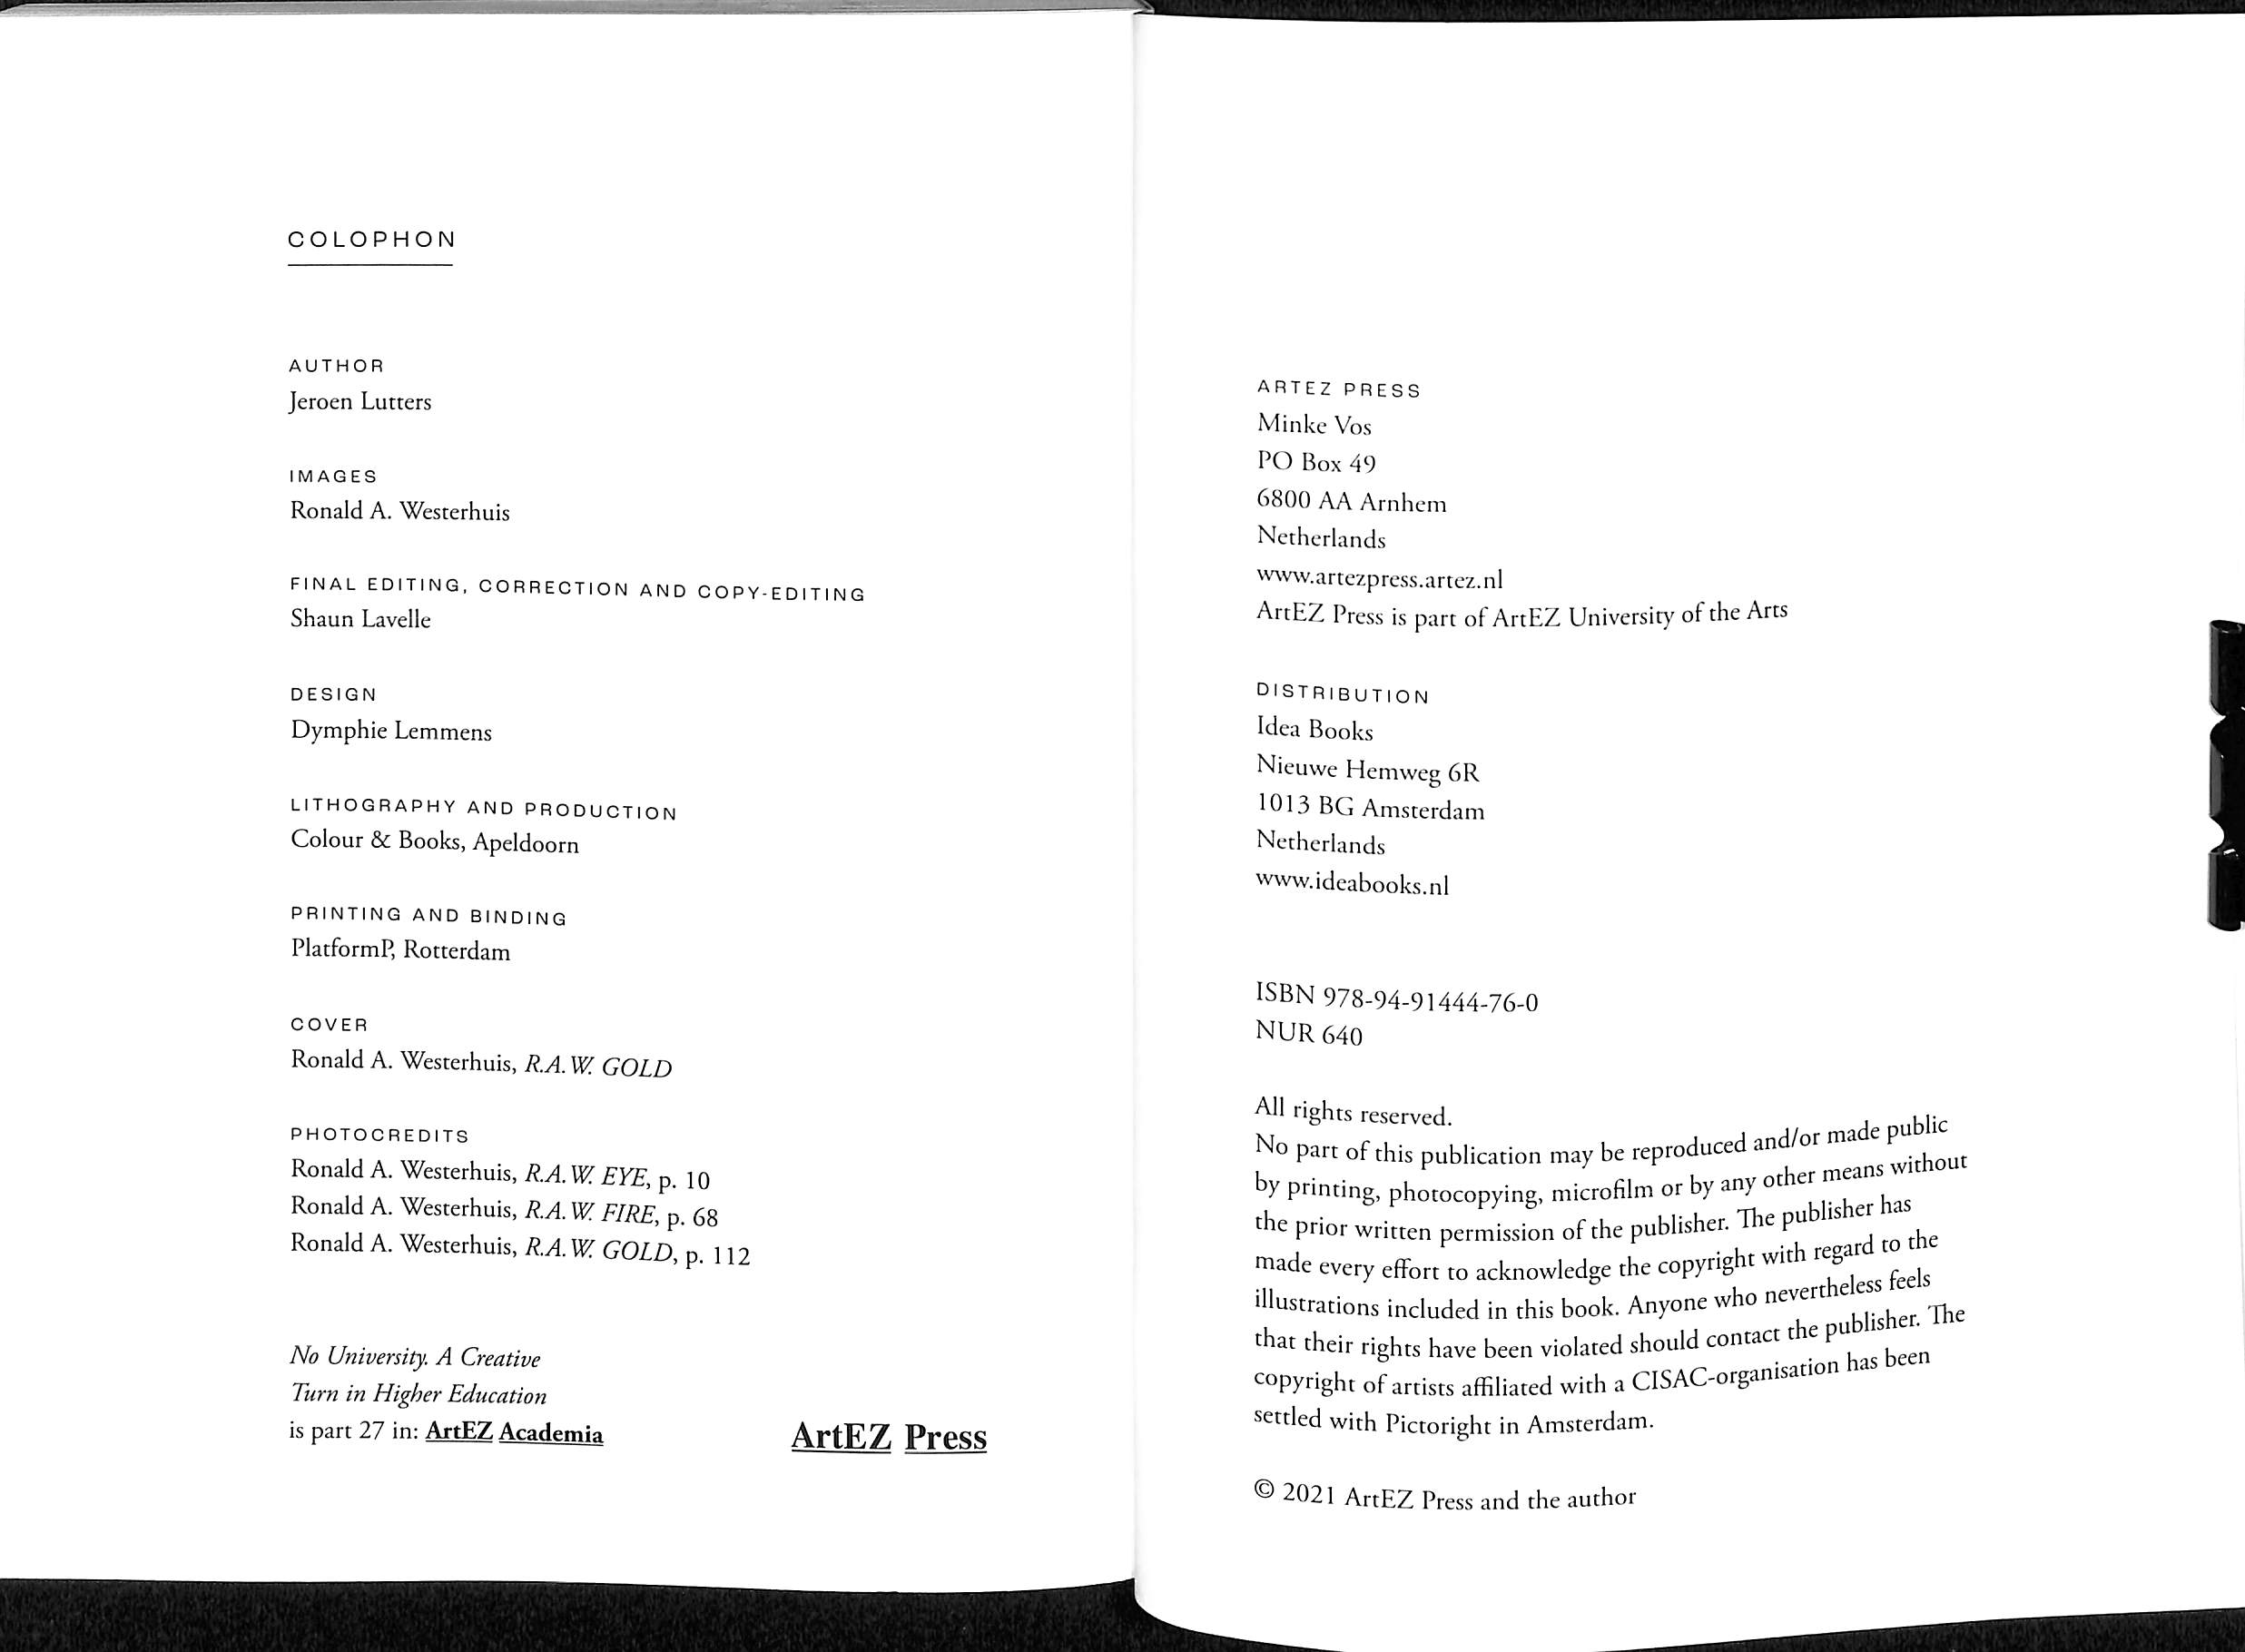 COLOPHON
AUTHOR
Jeroen Lutters
IMAGES
Ronald A. Westerhuis
FINAL EDITING, CORRECTION AND COPY-EDITING
Shaun Lavelle
DESIGN
Dymphie Lemmens
LITHOGRAPHY AND PRODUCTION
Colour & Books, Apeldoorn
PRINTING AND BINDING
PlatformP, Rotterdam
COVER
Ronald A. Westerhuis, R.A.W. GOLD
PHOTOCREDITS
Ronald A. Westerhuis, R.A.W. EYE, p. 10
Ronald A. Westerhuis, R.A.W. FIRE, p. 68
Ronald A. Westerhuis, R.A.W. GOLD, p. 112
No University. A Creative
Turn in Higher Education
is part 27 in: ArtEZ Academia
ArtEZ Press
ARTEZ PRESS
Minke Vos
PO Box 49
6800 AA Arnhem
Netherlands
www.artezpress.artez.nl
ArtEZ Press is part of ArtEZ University of the Arts
DISTRIBUTION
Idea Books
Nieuwe Hemweg 6R
1013 BG Amsterdam
Netherlands
www.ideabooks.nl
ISBN 978-94-91444-76-0
NUR 640
All rights reserved.
No part of this publication may be reproduced and/or made public
by printing, photocopying, microfilm or by any other means without
the prior written permission of the publisher. The publisher has
made every effort to acknowledge the copyright with regard to the
illustrations included in this book. Anyone who nevertheless feels
that their rights have been violated should contact the publisher. The
copyright of artists affiliated with a CISAC-organisation has been
settled with Pictoright in Amsterdam.
© 2021 ArtEZ Press and the author